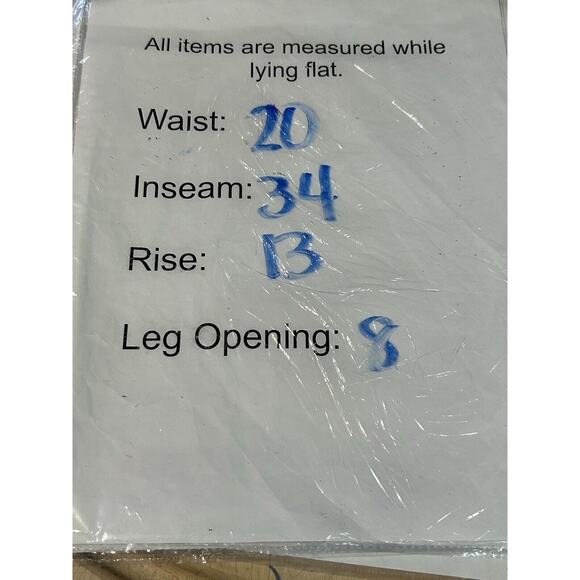 All items are measured while
lying flat.
Waist: 20
Inseam: 34
Rise: 13
Leg Opening: 8